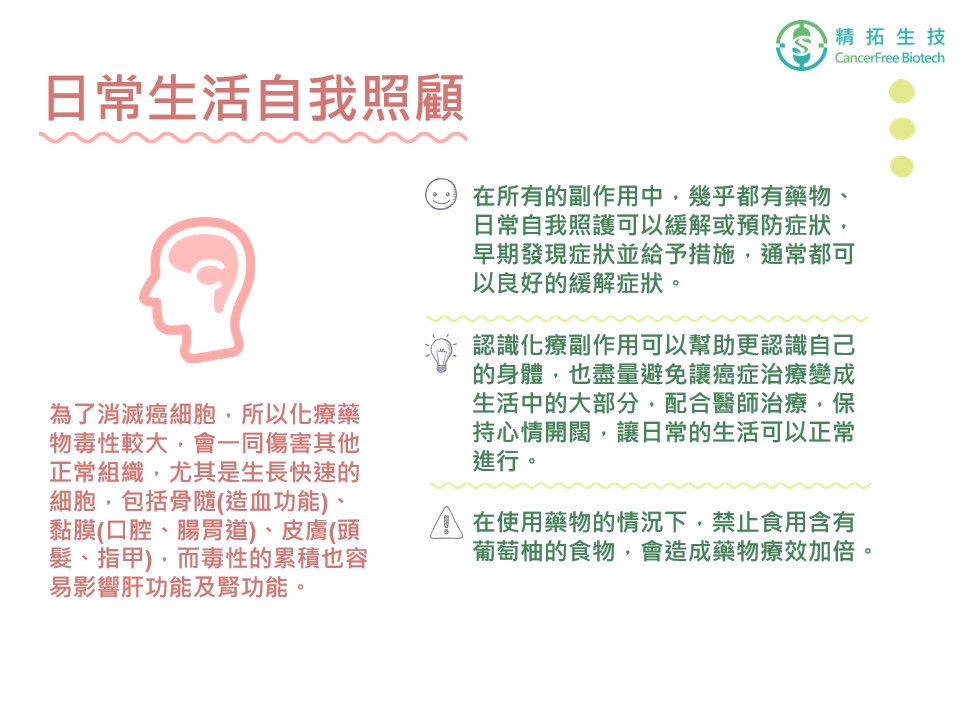 精拓生技
CancerFree Biotech
日常生活自我照顧
為了消滅癌細胞，所以化療藥
物毒性較大，會一同傷害其他
正常組織，尤其是生長快速的
細胞，包括骨隨(造血功能)、
黏膜(口腔、腸胃道)、皮膚(頭
髮、指甲)，而毒性的累積也容
易影響肝功能及腎功能。
在所有的副作用中，幾乎都有藥物、
日常自我照護可以緩解或預防症狀，
早期發現症狀並給予措施，通常都可
以良好的緩解症狀。
認識化療副作用可以幫助更認識自己
的身體，也盡量避免讓癌症治療變成
生活中的大部分，配合醫師治療，保
持心情開闊，讓日常的生活可以正常
進行。
在使用藥物的情況下，禁止食用含有
葡萄柚的食物，會造成藥物療效加倍。